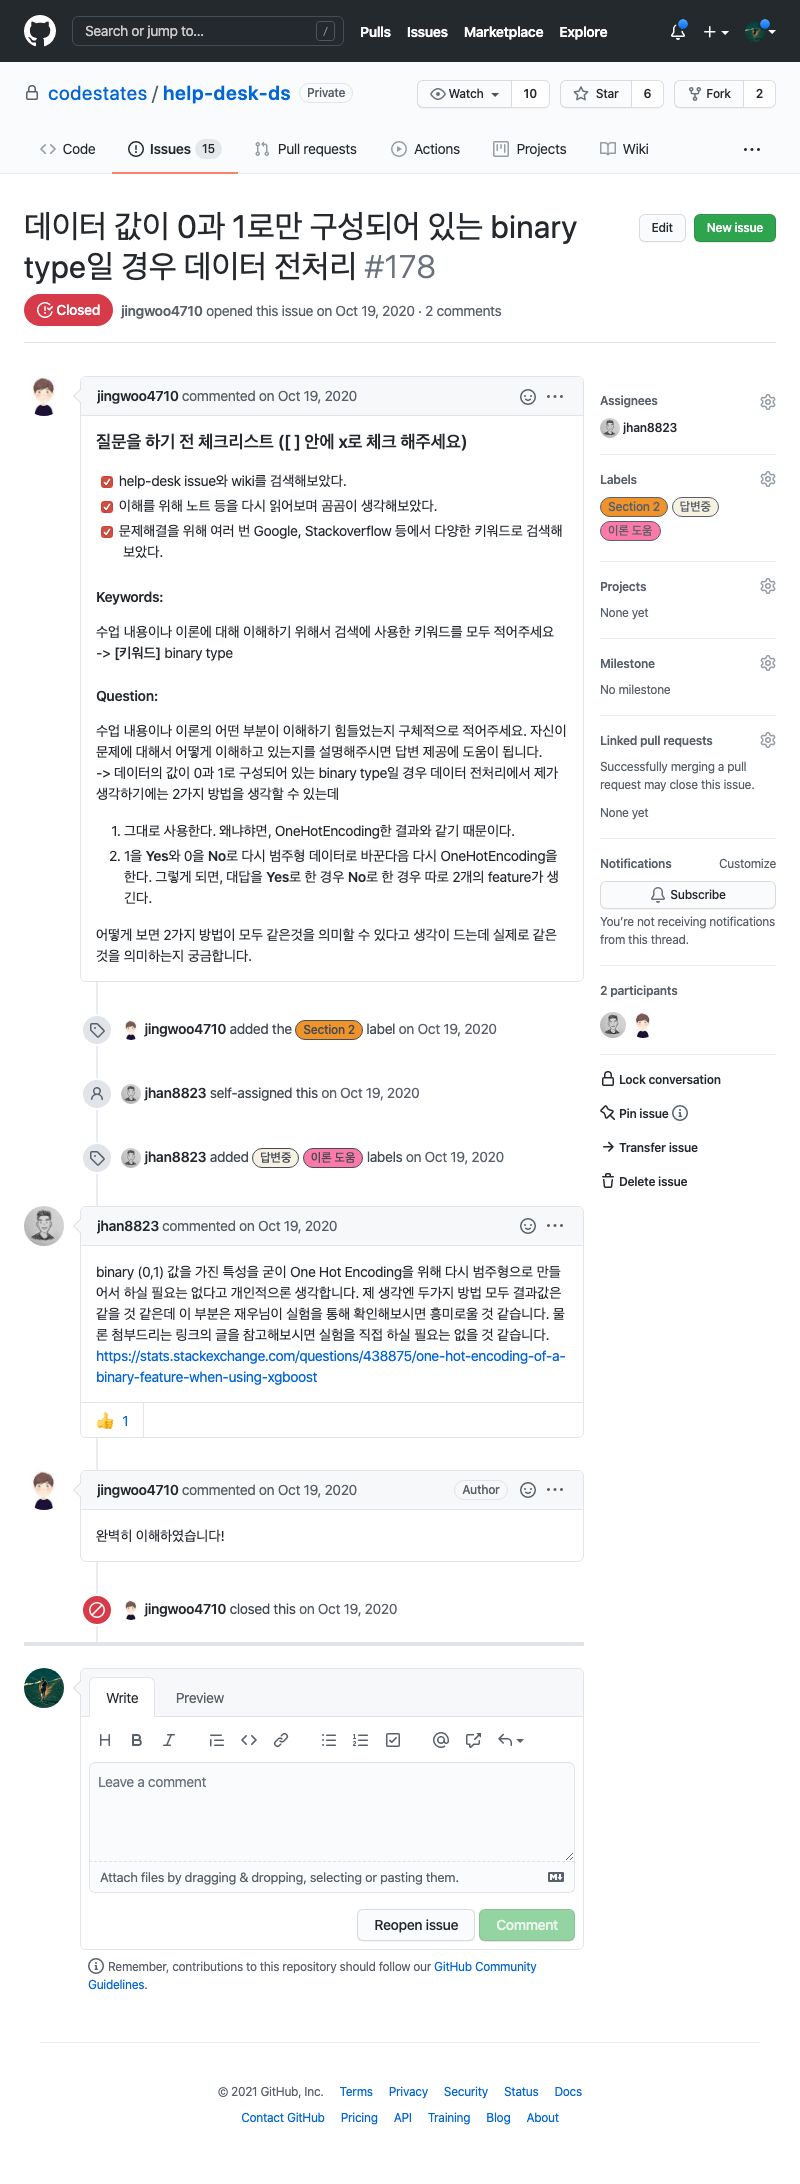 Search or jump to... /
Pulls Issues Marketplace Explore
codestates / help-desk-ds Private
Watch 10 Star 6 Fork 2
Code Issues 15 Pull requests Actions Projects Wiki
데이터 값이 0과 1로만 구성되어 있는 binary
type일 경우 데이터 전처리 #178
Edit New issue
Closed jingwoo4710 opened this issue on Oct 19, 2020 · 2 comments
jingwoo4710 commented on Oct 19, 2020
질문을 하기 전 체크리스트 ([ ] 안에 x로 체크 해주세요)
help-desk issue와 wiki를 검색해보았다.
이해를 위해 노트 등을 다시 읽어보며 곰곰이 생각해보았다.
문제해결을 위해 여러 번 Google, Stackoverflow 등에서 다양한 키워드로 검색해
보았다.
Keywords:
수업 내용이나 이론에 대해 이해하기 위해서 검색에 사용한 키워드를 모두 적어주세요
-> [키워드] binary type
Question:
수업 내용이나 이론의 어떤 부분이 이해하기 힘들었는지 구체적으로 적어주세요. 자신이
문제에 대해서 어떻게 이해하고 있는지를 설명해주시면 답변 제공에 도움이 됩니다.
-> 데이터의 값이 0과 1로 구성되어 있는 binary type일 경우 데이터 전처리에서 제가
생각하기에는 2가지 방법을 생각할 수 있는데
1. 그대로 사용한다. 왜냐햐면, OneHotEncoding한 결과와 같기 때문이다.
2. 1을 Yes와 0을 No로 다시 범주형 데이터로 바꾼다음 다시 OneHotEncoding을
한다. 그렇게 되면, 대답을 Yes로 한 경우 No로 한 경우 따로 2개의 feature가 생
긴다.
어떻게 보면 2가지 방법이 모두 같은것을 의미할 수 있다고 생각이 드는데 실제로 같은
것을 의미하는지 궁금합니다.
jingwoo4710 added the Section 2 label on Oct 19, 2020
jhan8823 self-assigned this on Oct 19, 2020
jhan8823 added 답변중 이론 도움 labels on Oct 19, 2020
jhan8823 commented on Oct 19, 2020
binary (0,1) 값을 가진 특성을 굳이 One Hot Encoding을 위해 다시 범주형으로 만들
어서 하실 필요는 없다고 개인적으론 생각합니다. 제 생각엔 두가지 방법 모두 결과값은
같을 것 같은데 이 부분은 재우님이 실험을 통해 확인해보시면 흥미로울 것 같습니다. 물
론 첨부드리는 링크의 글을 참고해보시면 실험을 직접 하실 필요는 없을 것 같습니다.
https://stats.stackexchange.com/questions/438875/one-hot-encoding-of-a-
binary-feature-when-using-xgboost
1
jingwoo4710 commented on Oct 19, 2020 Author
완벽히 이해하였습니다!
jingwoo4710 closed this on Oct 19, 2020
Write Preview
Leave a comment
Attach files by dragging & dropping, selecting or pasting them.
Reopen issue Comment
Remember, contributions to this repository should follow our GitHub Community
Guidelines.
Assignees
jhan8823
Labels
Section 2 답변중
이론 도움
Projects
None yet
Milestone
No milestone
Linked pull requests
Successfully merging a pull
request may close this issue.
None yet
Notifications Customize
Subscribe
You're not receiving notifications
from this thread.
2 participants
Lock conversation
Pin issue
Transfer issue
Delete issue
© 2021 GitHub, Inc. Terms Privacy Security Status Docs
Contact GitHub Pricing API Training Blog About